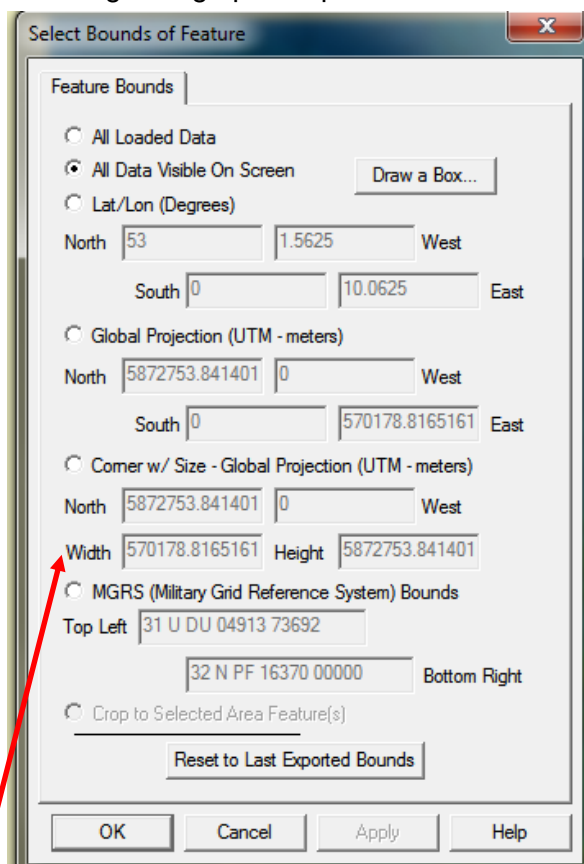 Select Bounds of Feature
Feature Bounds
All Loaded Data
All Data Visible On Screen Draw a Box...
Lat/Lon (Degrees)
North 53 1.5625 West
South 0 10.0625 East
Global Projection (UTM - meters)
North 5872753.841401 0 West
South 0 570178.8165161 East
Corner w/ Size - Global Projection (UTM - meters)
North 5872753.841401 0 West
Width 570178.8165161 Height 5872753.841401
MGRS (Military Grid Reference System) Bounds
Top Left 31 U DU 04913 73692
32 N PF 16370 00000 Bottom Right
Crop to Selected Area Feature(s)
Reset to Last Exported Bounds
OK Cancel Apply Help